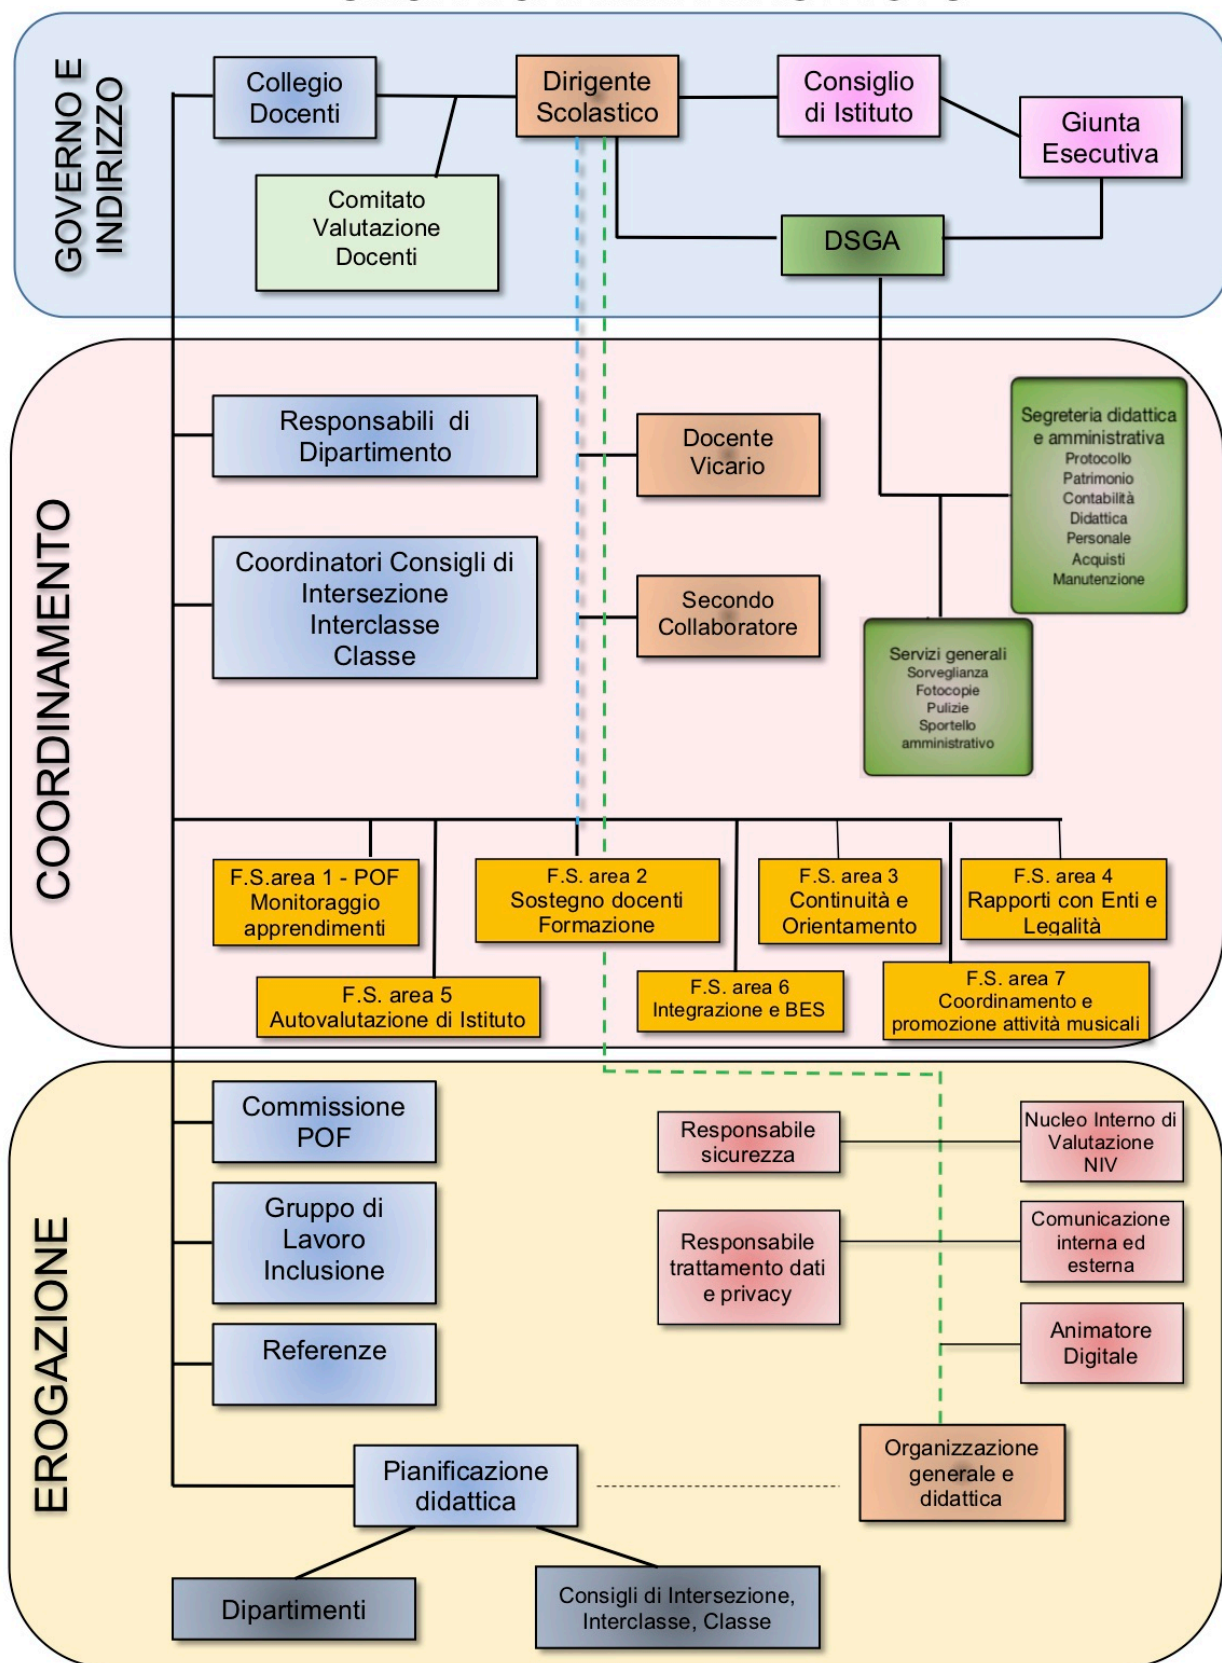 GOVERNO E
INDIRIZZO
Collegio
Docenti
Dirigente
Scolastico
Consiglio
di Istituto
Giunta
Esecutiva
Comitato
Valutazione
Docenti
DSGA
COORDINAMENTO
Responsabili di
Dipartimento
Docente
Vicario
Segreteria didattica
e amministrativa
Protocollo
Patrimonio
Contabilità
Didattica
Personale
Acquisti
Manutenzione
Coordinatori Consigli di
Intersezione
Interclasse
Classe
Secondo
Collaboratore
Servizi generali
Sorveglianza
Fotocopie
Pulizie
Sportello
amministrativo
F.S.area 1 - POF
Monitoraggio
apprendimenti
F.S. area 2
Sostegno docenti
Formazione
F.S. area 3
Continuità e
Orientamento
F.S. area 4
Rapporti con Enti e
Legalità
F.S. area 5
Autovalutazione di Istituto
F.S. area 6
Integrazione e BES
F.S. area 7
Coordinamento e
promozione attività musicali
EROGAZIONE
Commissione
POF
Responsabile
sicurezza
Nucleo Interno di
Valutazione
NIV
Gruppo di
Lavoro
Inclusione
Responsabile
trattamento dati
e privacy
Comunicazione
interna ed
esterna
Referenze
Animatore
Digitale
Pianificazione
didattica
Organizzazione
generale e
didattica
Dipartimenti
Consigli di Intersezione,
Interclasse, Classe